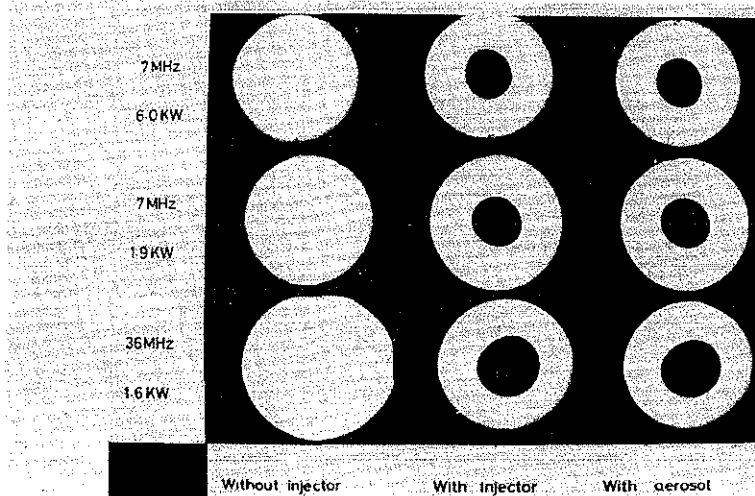 7MHz
6.0KW
7MHz
1.9KW
36MHz
1.6KW
Without injector
With Injector
With aerosol